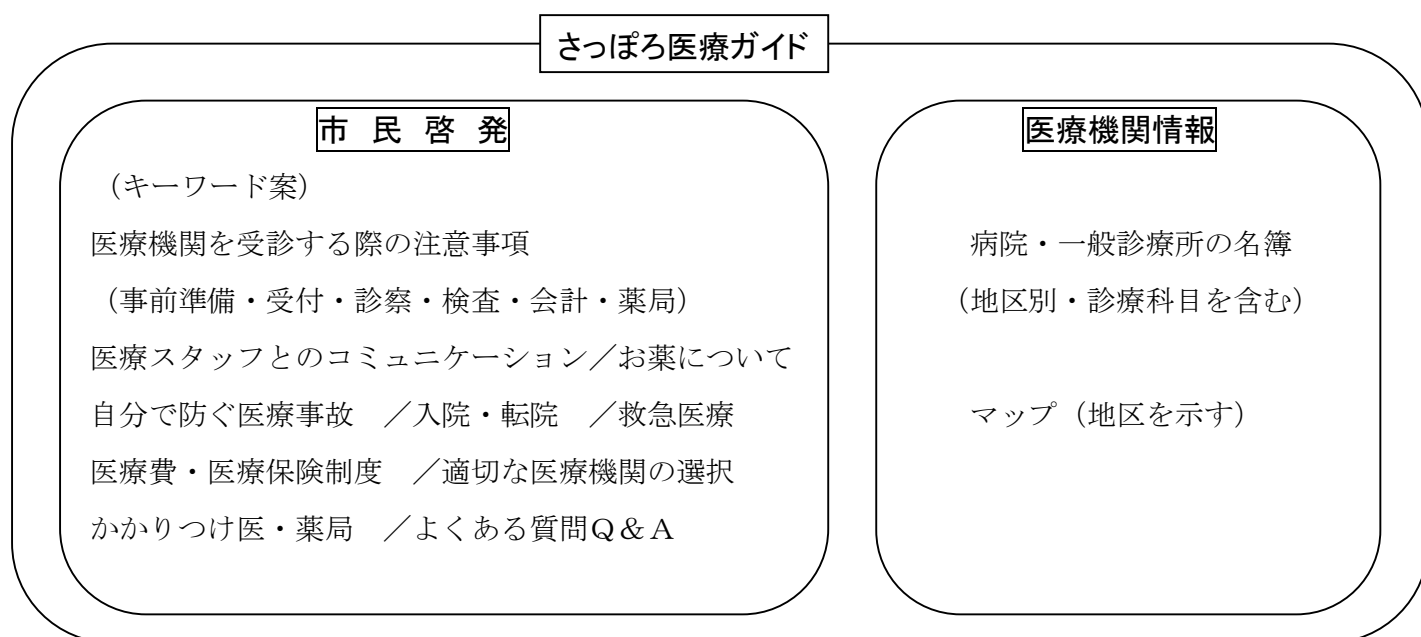 さっぽろ医療ガイド
市民啓発
(キーワード案)
医療機関を受診する際の注意事項
(事前準備・受付・診察・検査・会計・薬局)
医療スタッフとのコミュニケーション／お薬について
自分で防ぐ医療事故　／入院・転院　／救急医療
医療費・医療保険制度　／適切な医療機関の選択
かかりつけ医・薬局　／よくある質問Ｑ＆Ａ
医療機関情報
病院・一般診療所の名簿
(地区別・診療科目を含む)
マップ（地区を示す）